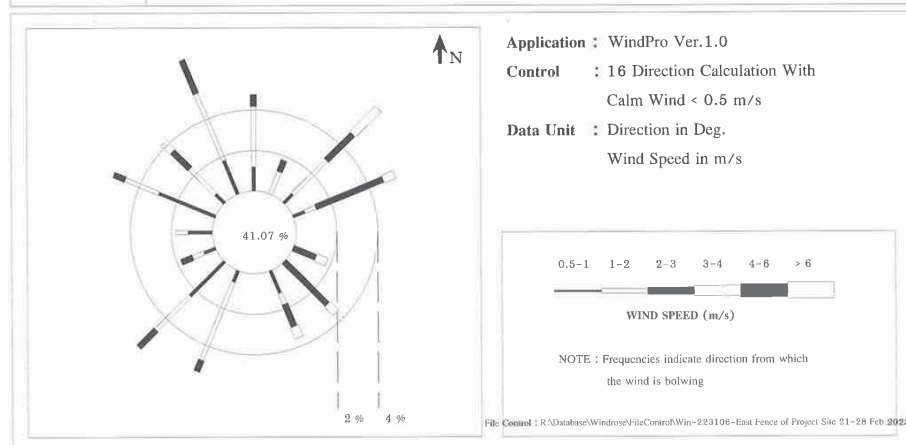 N
41.07 %
2 %
4 %
Application : WindPro Ver.1.0
Control : 16 Direction Calculation With
Calm Wind < 0.5 m/s
Data Unit : Direction in Deg.
Wind Speed in m/s
0.5-1 1-2 2-3 3-4 4-6 > 6
WIND SPEED (m/s)
NOTE : Frequencies indicate direction from which
the wind is bolwing
File Control : R:\Database\Windrose\FileControl\Win-223106-East Fence of Project Site 21-28 Feb